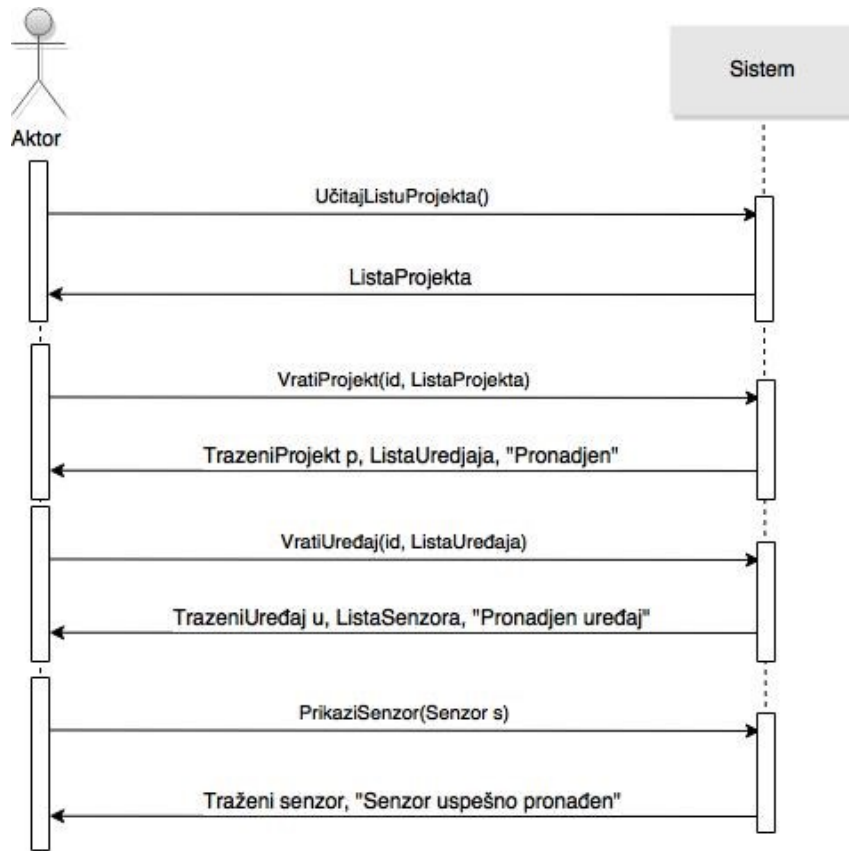 Sistem
Aktor
UčitajListuProjekta()
ListaProjekta
VratiProjekt(id, ListaProjekta)
TrazeniProjekt p, ListaUredjaja, "Pronadjen"
VratiUređaj(id, ListaUređaja)
TrazeniUređaj u, ListaSenzora, "Pronadjen uređaj"
PrikaziSenzor(Senzor s)
Traženi senzor, "Senzor uspešno pronađen"